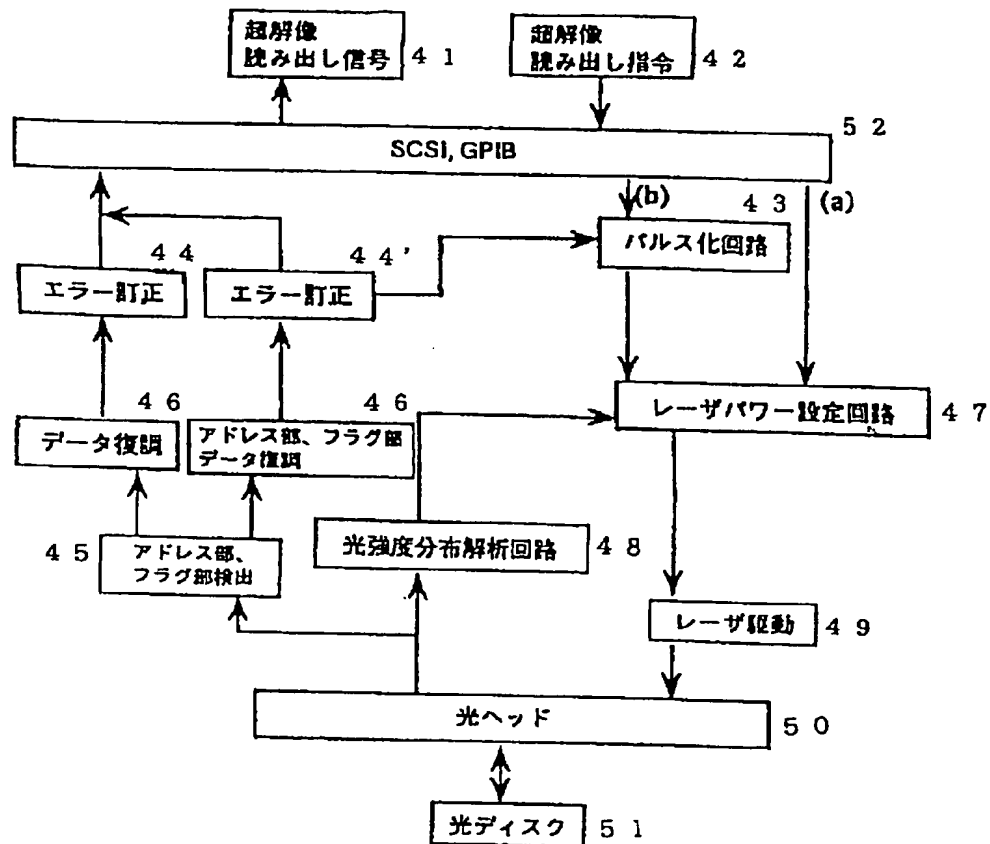 超解像
読み出し信号
４１
超解像
読み出し指令
４２
５２
SCSI, GPIB
(b)
４３
(a)
パルス化回路
４４
エラー訂正
４４'
エラー訂正
４６
データ復調
４６
アドレス部、フラグ部
データ復調
レーザパワー設定回路
４７
４５
アドレス部、
フラグ部検出
光強度分布解析回路
４８
レーザ駆動
４９
光ヘッド
５０
光ディスク
５１